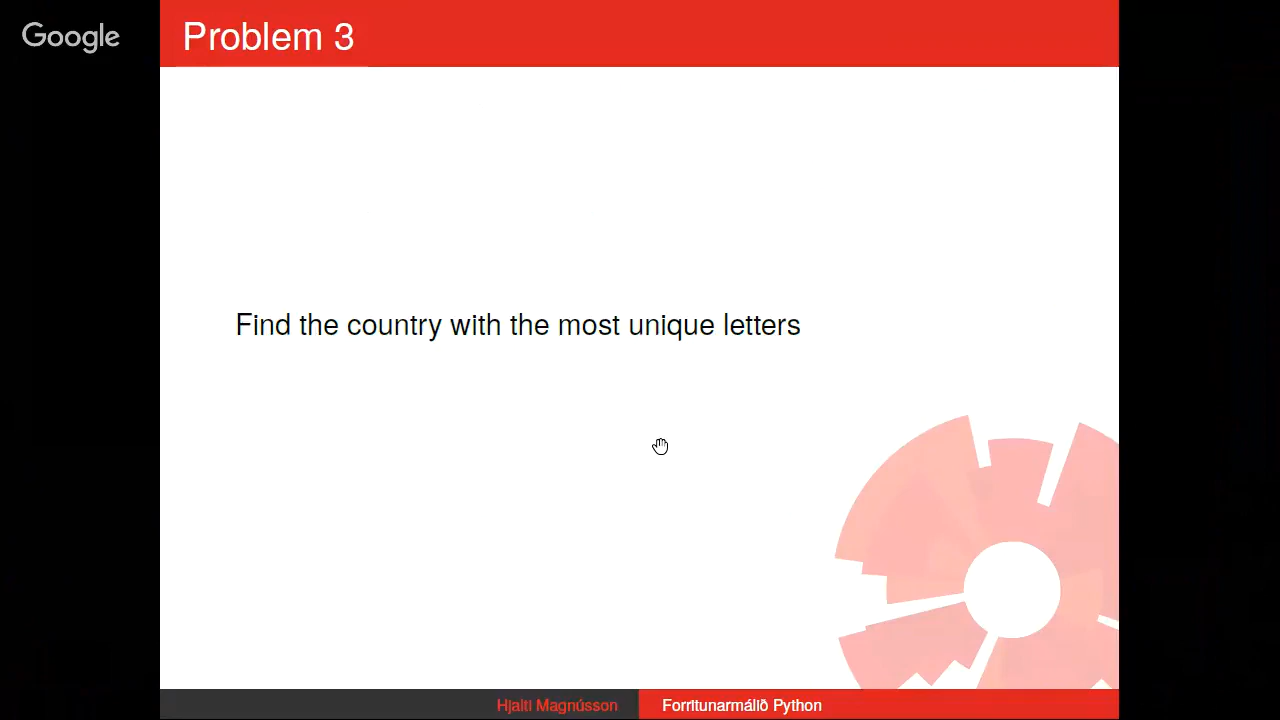 Google
Problem 3
Find the country with the most unique letters
Hjalti Magnússon
Forritunarmálið Python